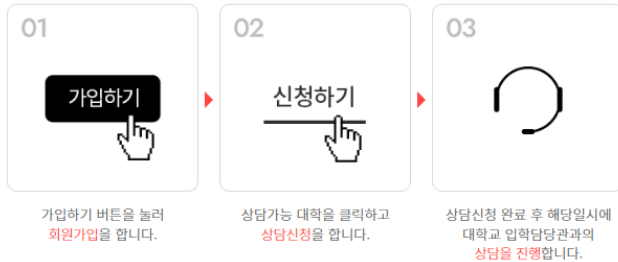 01
가입하기
가입하기 버튼을 눌러
회원가입을 합니다.
02
신청하기
상담가능 대학을 클릭하고
상담신청을 합니다.
03
상담신청 완료 후 해당일시에
대학교 입학담당관과의
상담을 진행합니다.